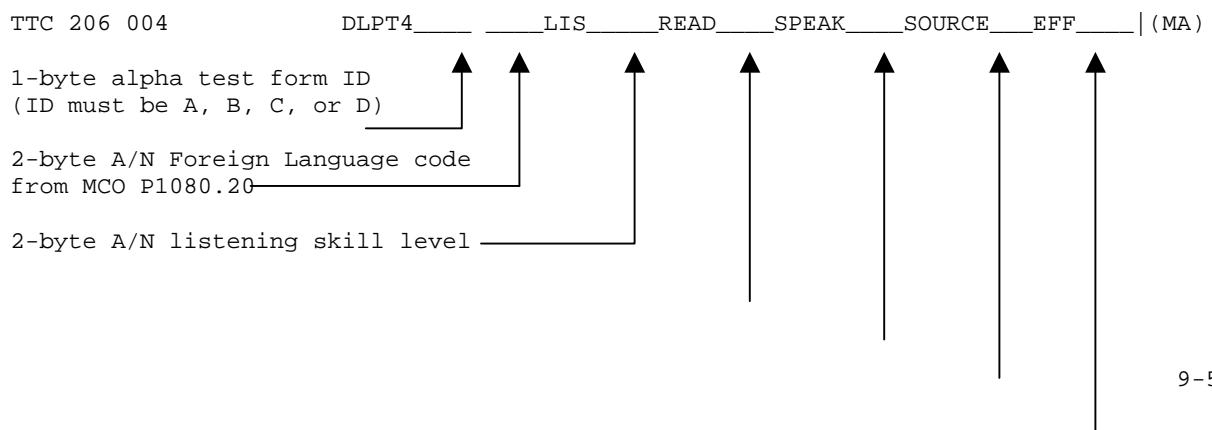 TTC 206 004 DLPT4____ ____LIS_____READ____SPEAK____SOURCE___EFF____|(MA)
1-byte alpha test form ID
(ID must be A, B, C, or D)
2-byte A/N Foreign Language code
from MCO P1080.20
2-byte A/N listening skill level
9-5